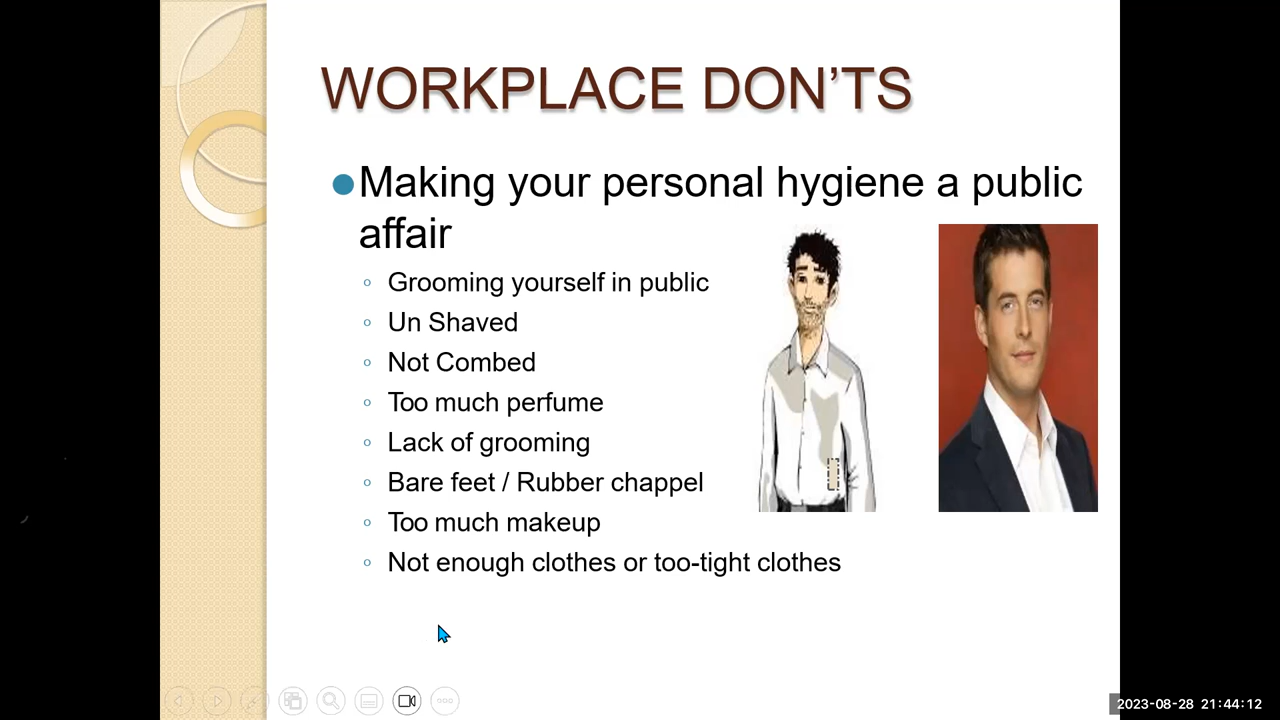 WORKPLACE DON'TS
Making your personal hygiene a public
affair
Grooming yourself in public
Un Shaved
Not Combed
Too much perfume
Lack of grooming
Bare feet / Rubber chappel
Too much makeup
Not enough clothes or too-tight clothes
2023-08-28 21:44:12